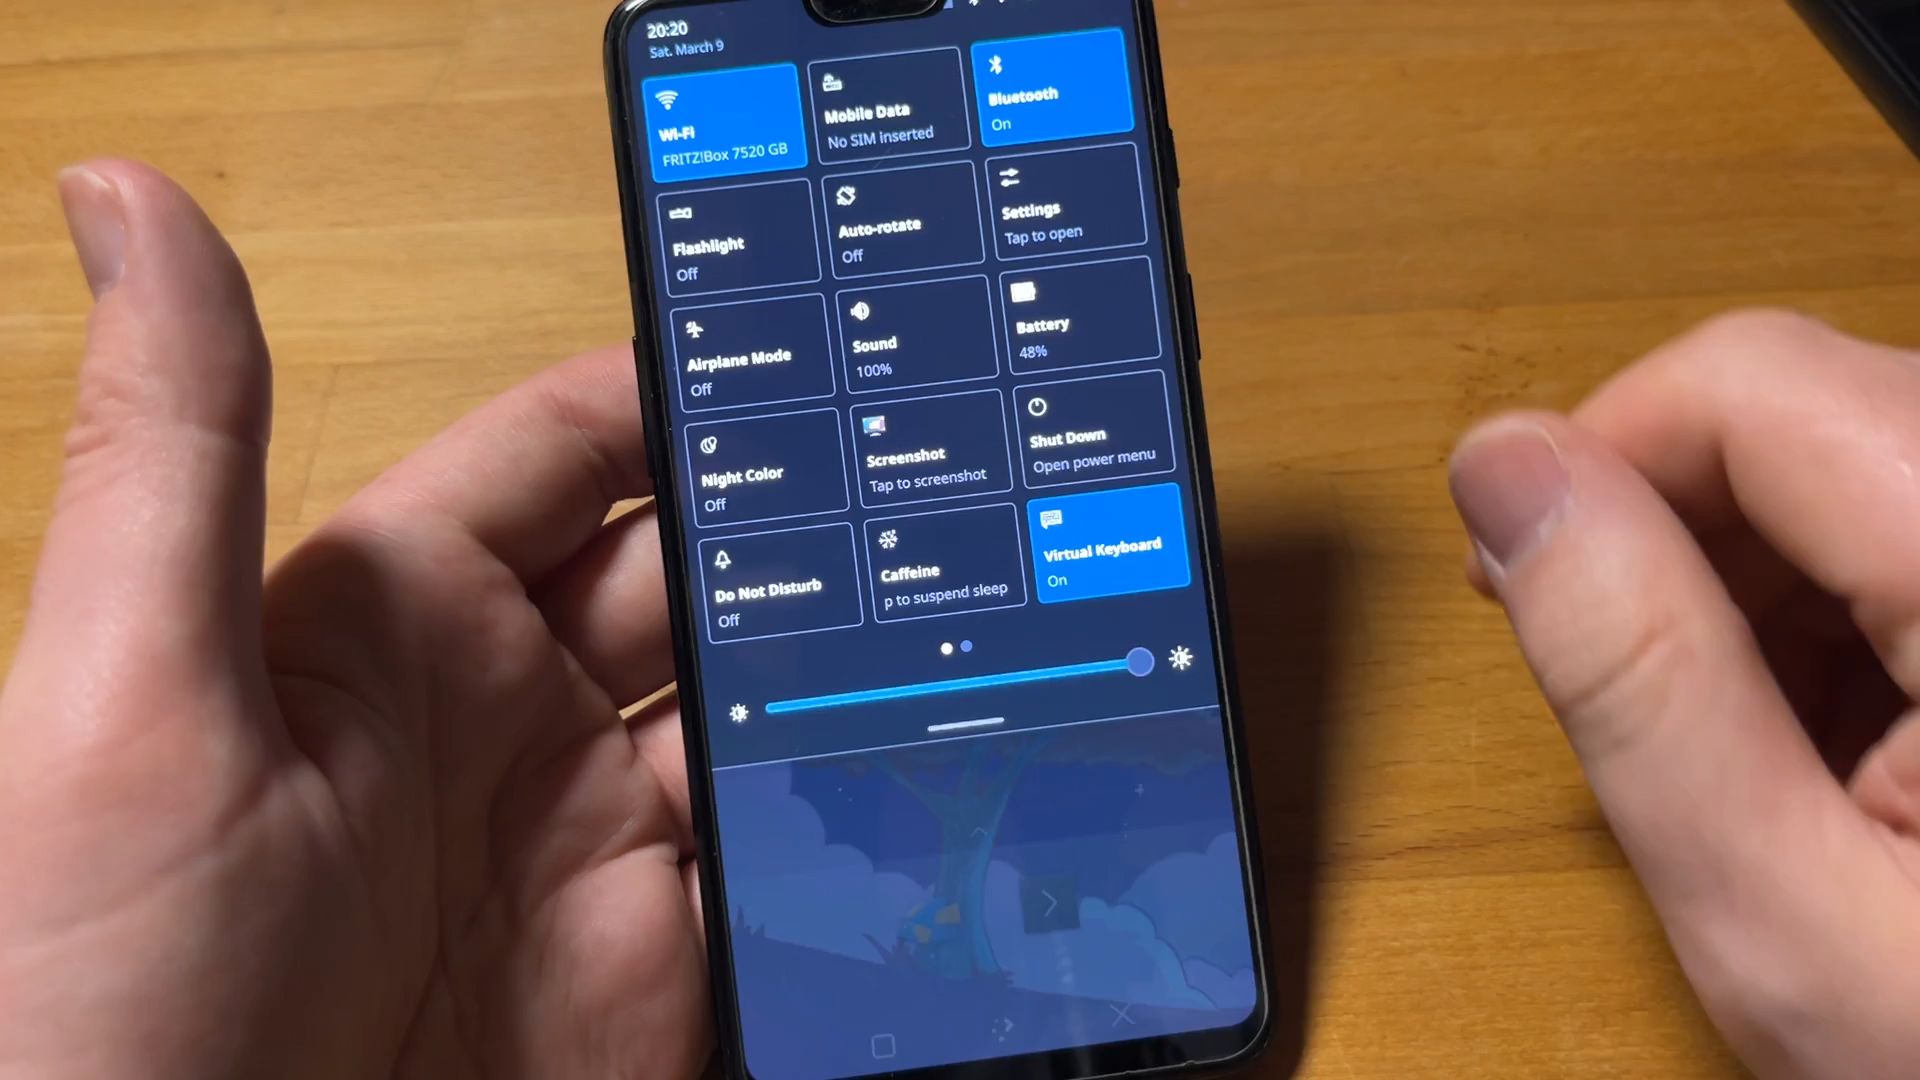 20:20
Sat. March 9
Wi-Fi
FRITZ!Box 7520 GB
Mobile Data
No SIM inserted
Bluetooth
On
Flashlight
Off
Auto-rotate
Off
Settings
Tap to open
Airplane Mode
Off
Sound
100%
Battery
48%
Night Color
Off
Screenshot
Tap to screenshot
Shut Down
Open power menu
Do Not Disturb
Off
Caffeine
p to suspend sleep
Virtual Keyboard
On